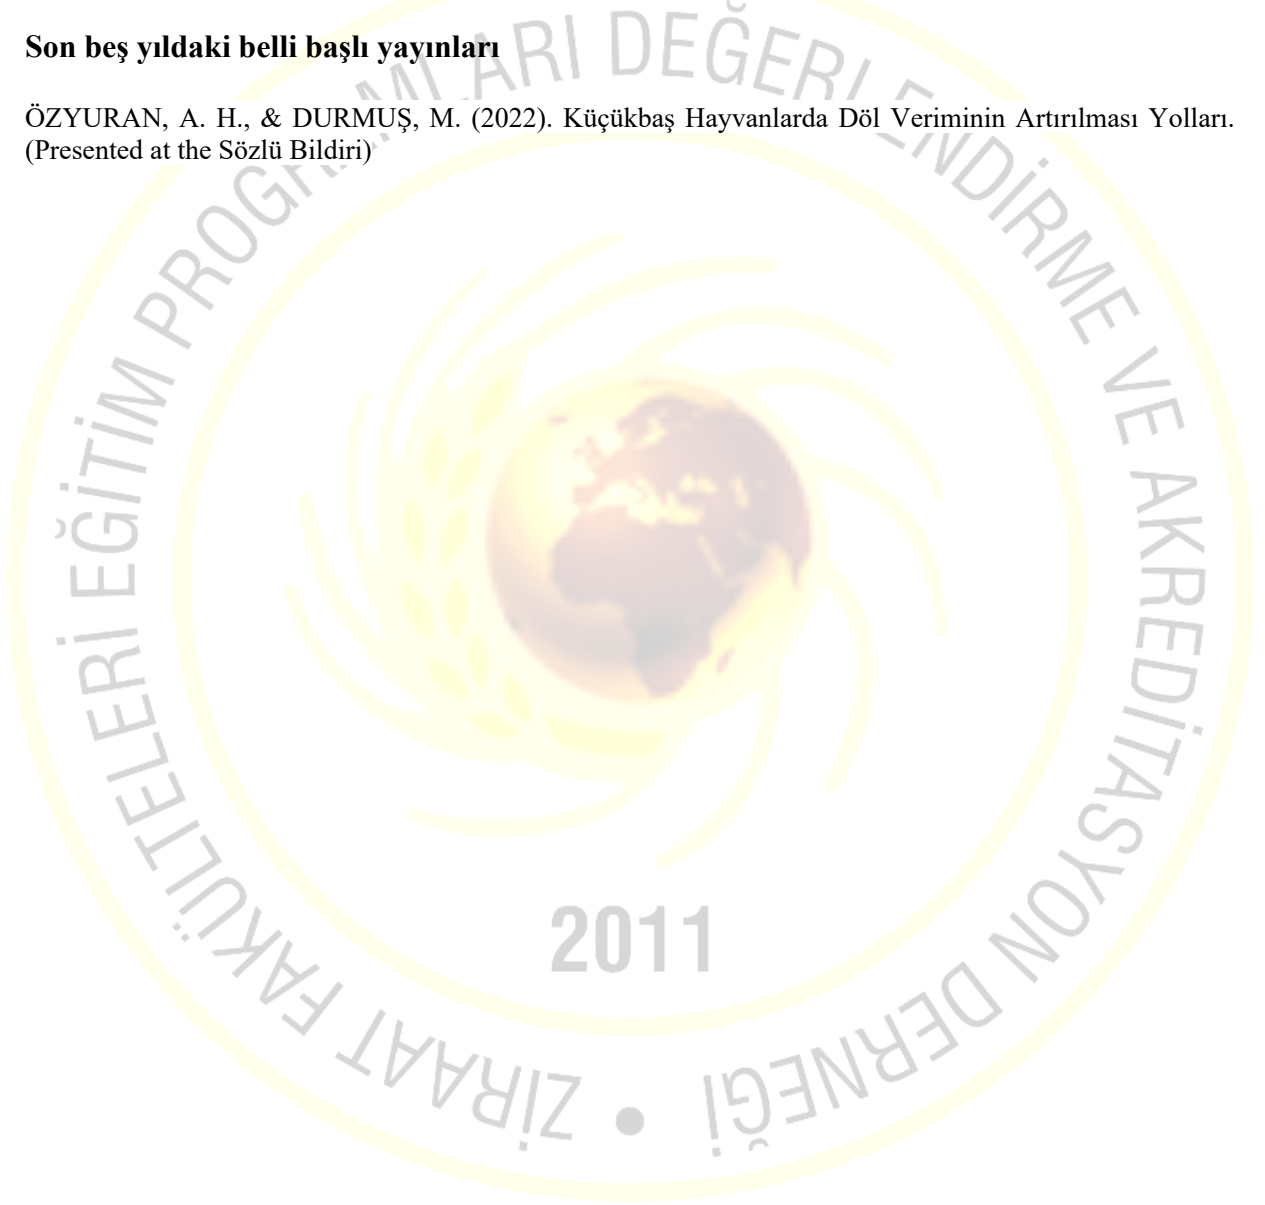 Son beş yıldaki belli başlı yayınları
ÖZYURAN, A. H., & DURMUŞ, M. (2022). Küçükbaş Hayvanlarda Döl Veriminin Artırılması Yolları.
(Presented at the Sözlü Bildiri)
ZİRAAT FAKÜLTELERİ EĞİTİM PROGRAMLARI DEĞERLENDİRME VE AKREDİTASYON DERNEĞİ •
2011